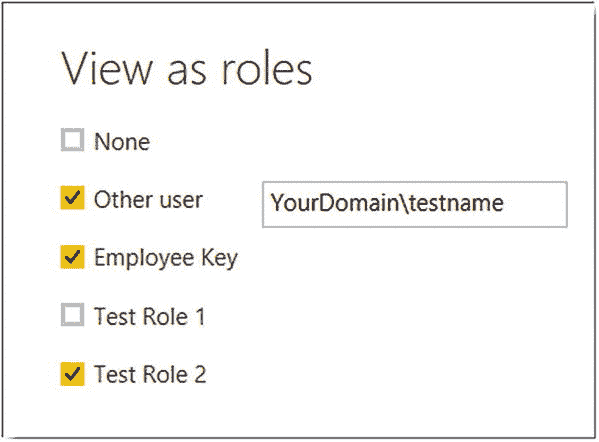 View as roles
None
Other user YourDomain\testname
Employee Key
Test Role 1
Test Role 2